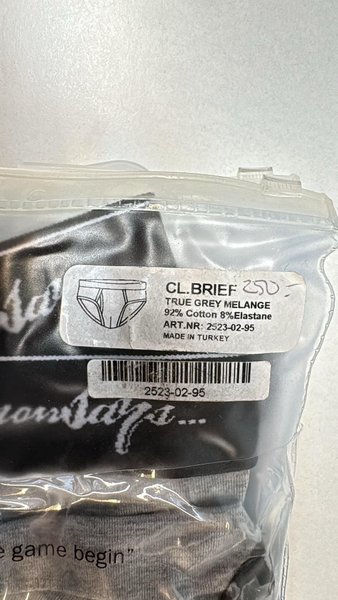 CL.BRIEF 250:-
TRUE GREY MELANGE
92% Cotton 8%Elastane
ART.NR: 2523-02-95
MADE IN TURKEY
2523-02-95
Says...
game begin"